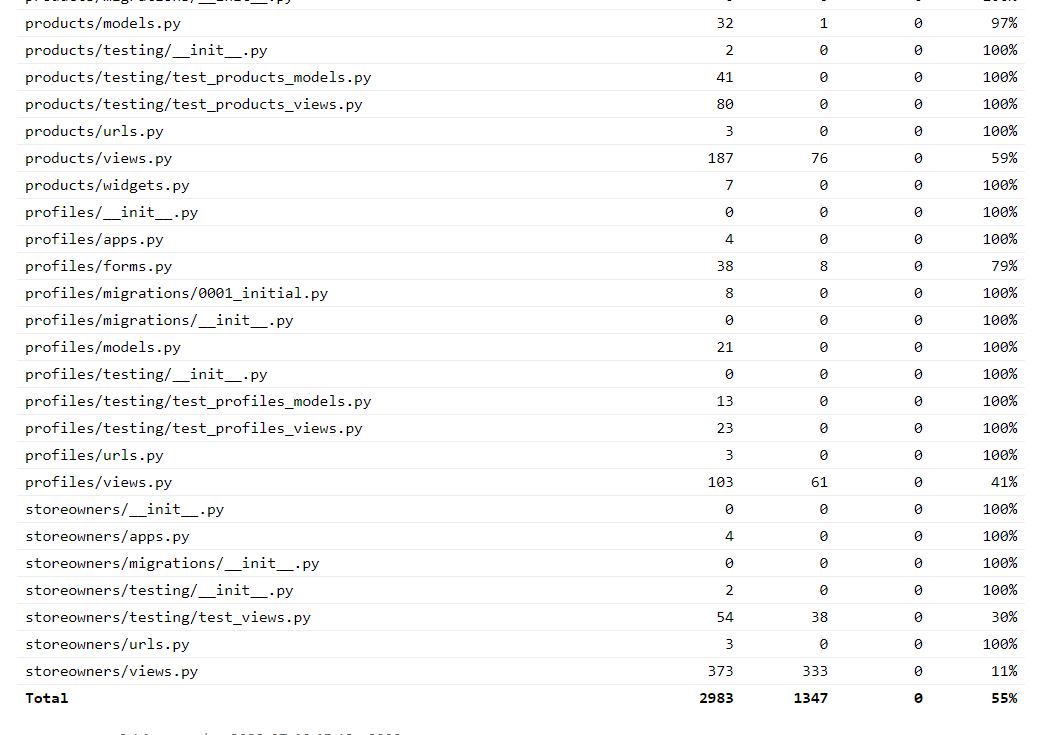 products/models.py 32 1 0 97%
products/testing/__init__.py 2 0 0 100%
products/testing/test_products_models.py 41 0 0 100%
products/testing/test_products_views.py 80 0 0 100%
products/urls.py 3 0 0 100%
products/views.py 187 76 0 59%
products/widgets.py 7 0 0 100%
profiles/__init__.py 0 0 0 100%
profiles/apps.py 4 0 0 100%
profiles/forms.py 38 8 0 79%
profiles/migrations/0001_initial.py 8 0 0 100%
profiles/migrations/__init__.py 0 0 0 100%
profiles/models.py 21 0 0 100%
profiles/testing/__init__.py 0 0 0 100%
profiles/testing/test_profiles_models.py 13 0 0 100%
profiles/testing/test_profiles_views.py 23 0 0 100%
profiles/urls.py 3 0 0 100%
profiles/views.py 103 61 0 41%
storeowners/__init__.py 0 0 0 100%
storeowners/apps.py 4 0 0 100%
storeowners/migrations/__init__.py 0 0 0 100%
storeowners/testing/__init__.py 2 0 0 100%
storeowners/testing/test_views.py 54 38 0 30%
storeowners/urls.py 3 0 0 100%
storeowners/views.py 373 333 0 11%
Total 2983 1347 0 55%